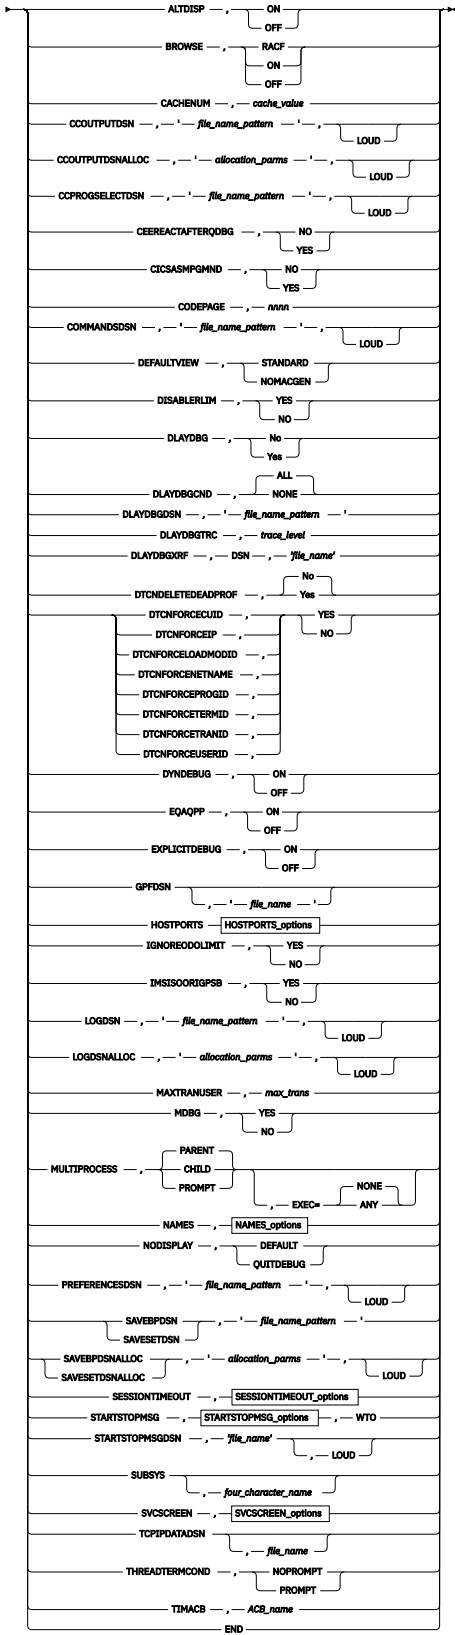 ALTDISP , ON
OFF
BROWSE , RACF
ON
OFF
CACHENUM , cache_value
CCOUTPUTDSN , ' file_name_pattern ' ,
LOUD
CCOUTPUTDSNALLOC , ' allocation_parms ' ,
LOUD
CCPROGSELECTDSN , ' file_name_pattern ' ,
LOUD
CEEREACTAFTERQDBG , NO
YES
CICSASMPGMND , NO
YES
CODEPAGE , nnnn
COMMANDSDSN , ' file_name_pattern ' ,
LOUD
DEFAULTVIEW , STANDARD
NOMACGEN
DISABLERLIM , YES
NO
DLAYDBG , No
Yes
ALL
DLAYDBGCND , NONE
DLAYDBGDSN , ' file_name_pattern '
DLAYDBGTRC , trace_level
DLAYDBGXRF , DSN , 'file_name'
No
DTCNDELETEDEADPROF , Yes
DTCNFORCECUID , YES
DTCNFORCEIP , NO
DTCNFORCELOADMODID ,
DTCNFORCENETNAME ,
DTCNFORCEPROGID ,
DTCNFORCETERMID ,
DTCNFORCETRANID ,
DTCNFORCEUSERID ,
DYNDEBUG , ON
OFF
EQAQPP , ON
OFF
EXPLICITDEBUG , ON
OFF
GPFDSN
, ' file_name '
HOSTPORTS HOSTPORTS_options
IGNOREODOLIMIT , YES
NO
IMSISOORIGPSB , YES
NO
LOGDSN , ' file_name_pattern ' ,
LOUD
LOGDSNALLOC , ' allocation_parms ' ,
LOUD
MAXTRANUSER , max_trans
MDBG , YES
NO
PARENT
MULTIPROCESS , CHILD
PROMPT
NONE
, EXEC= ANY
NAMES , NAMES_options
NODISPLAY , DEFAULT
QUITDEBUG
PREFERENCESDSN , ' file_name_pattern ' ,
LOUD
SAVEBPDSN , ' file_name_pattern '
SAVESETDSN
SAVEBPDSNALLOC , ' allocation_parms ' ,
SAVESETDSNALLOC LOUD
SESSIONTIMEOUT , SESSIONTIMEOUT_options
STARTSTOPMSG , STARTSTOPMSG_options , WTO
STARTSTOPMSGDSN , 'file_name'
, LOUD
SUBSYS
, four_character_name
SVCSCREEN , SVCSCREEN_options
TCPIPDATADSN
, file_name
THREADTERMCOND , NOPROMPT
PROMPT
TIMACB , ACB_name
END